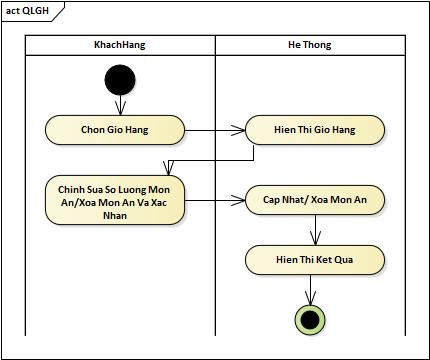 act QLGH
KhachHang
He Thong
Chon Gio Hang
Hien Thi Gio Hang
Chinh Sua So Luong Mon
An/Xoa Mon An Va Xac
Nhan
Cap Nhat/ Xoa Mon An
Hien Thi Ket Qua